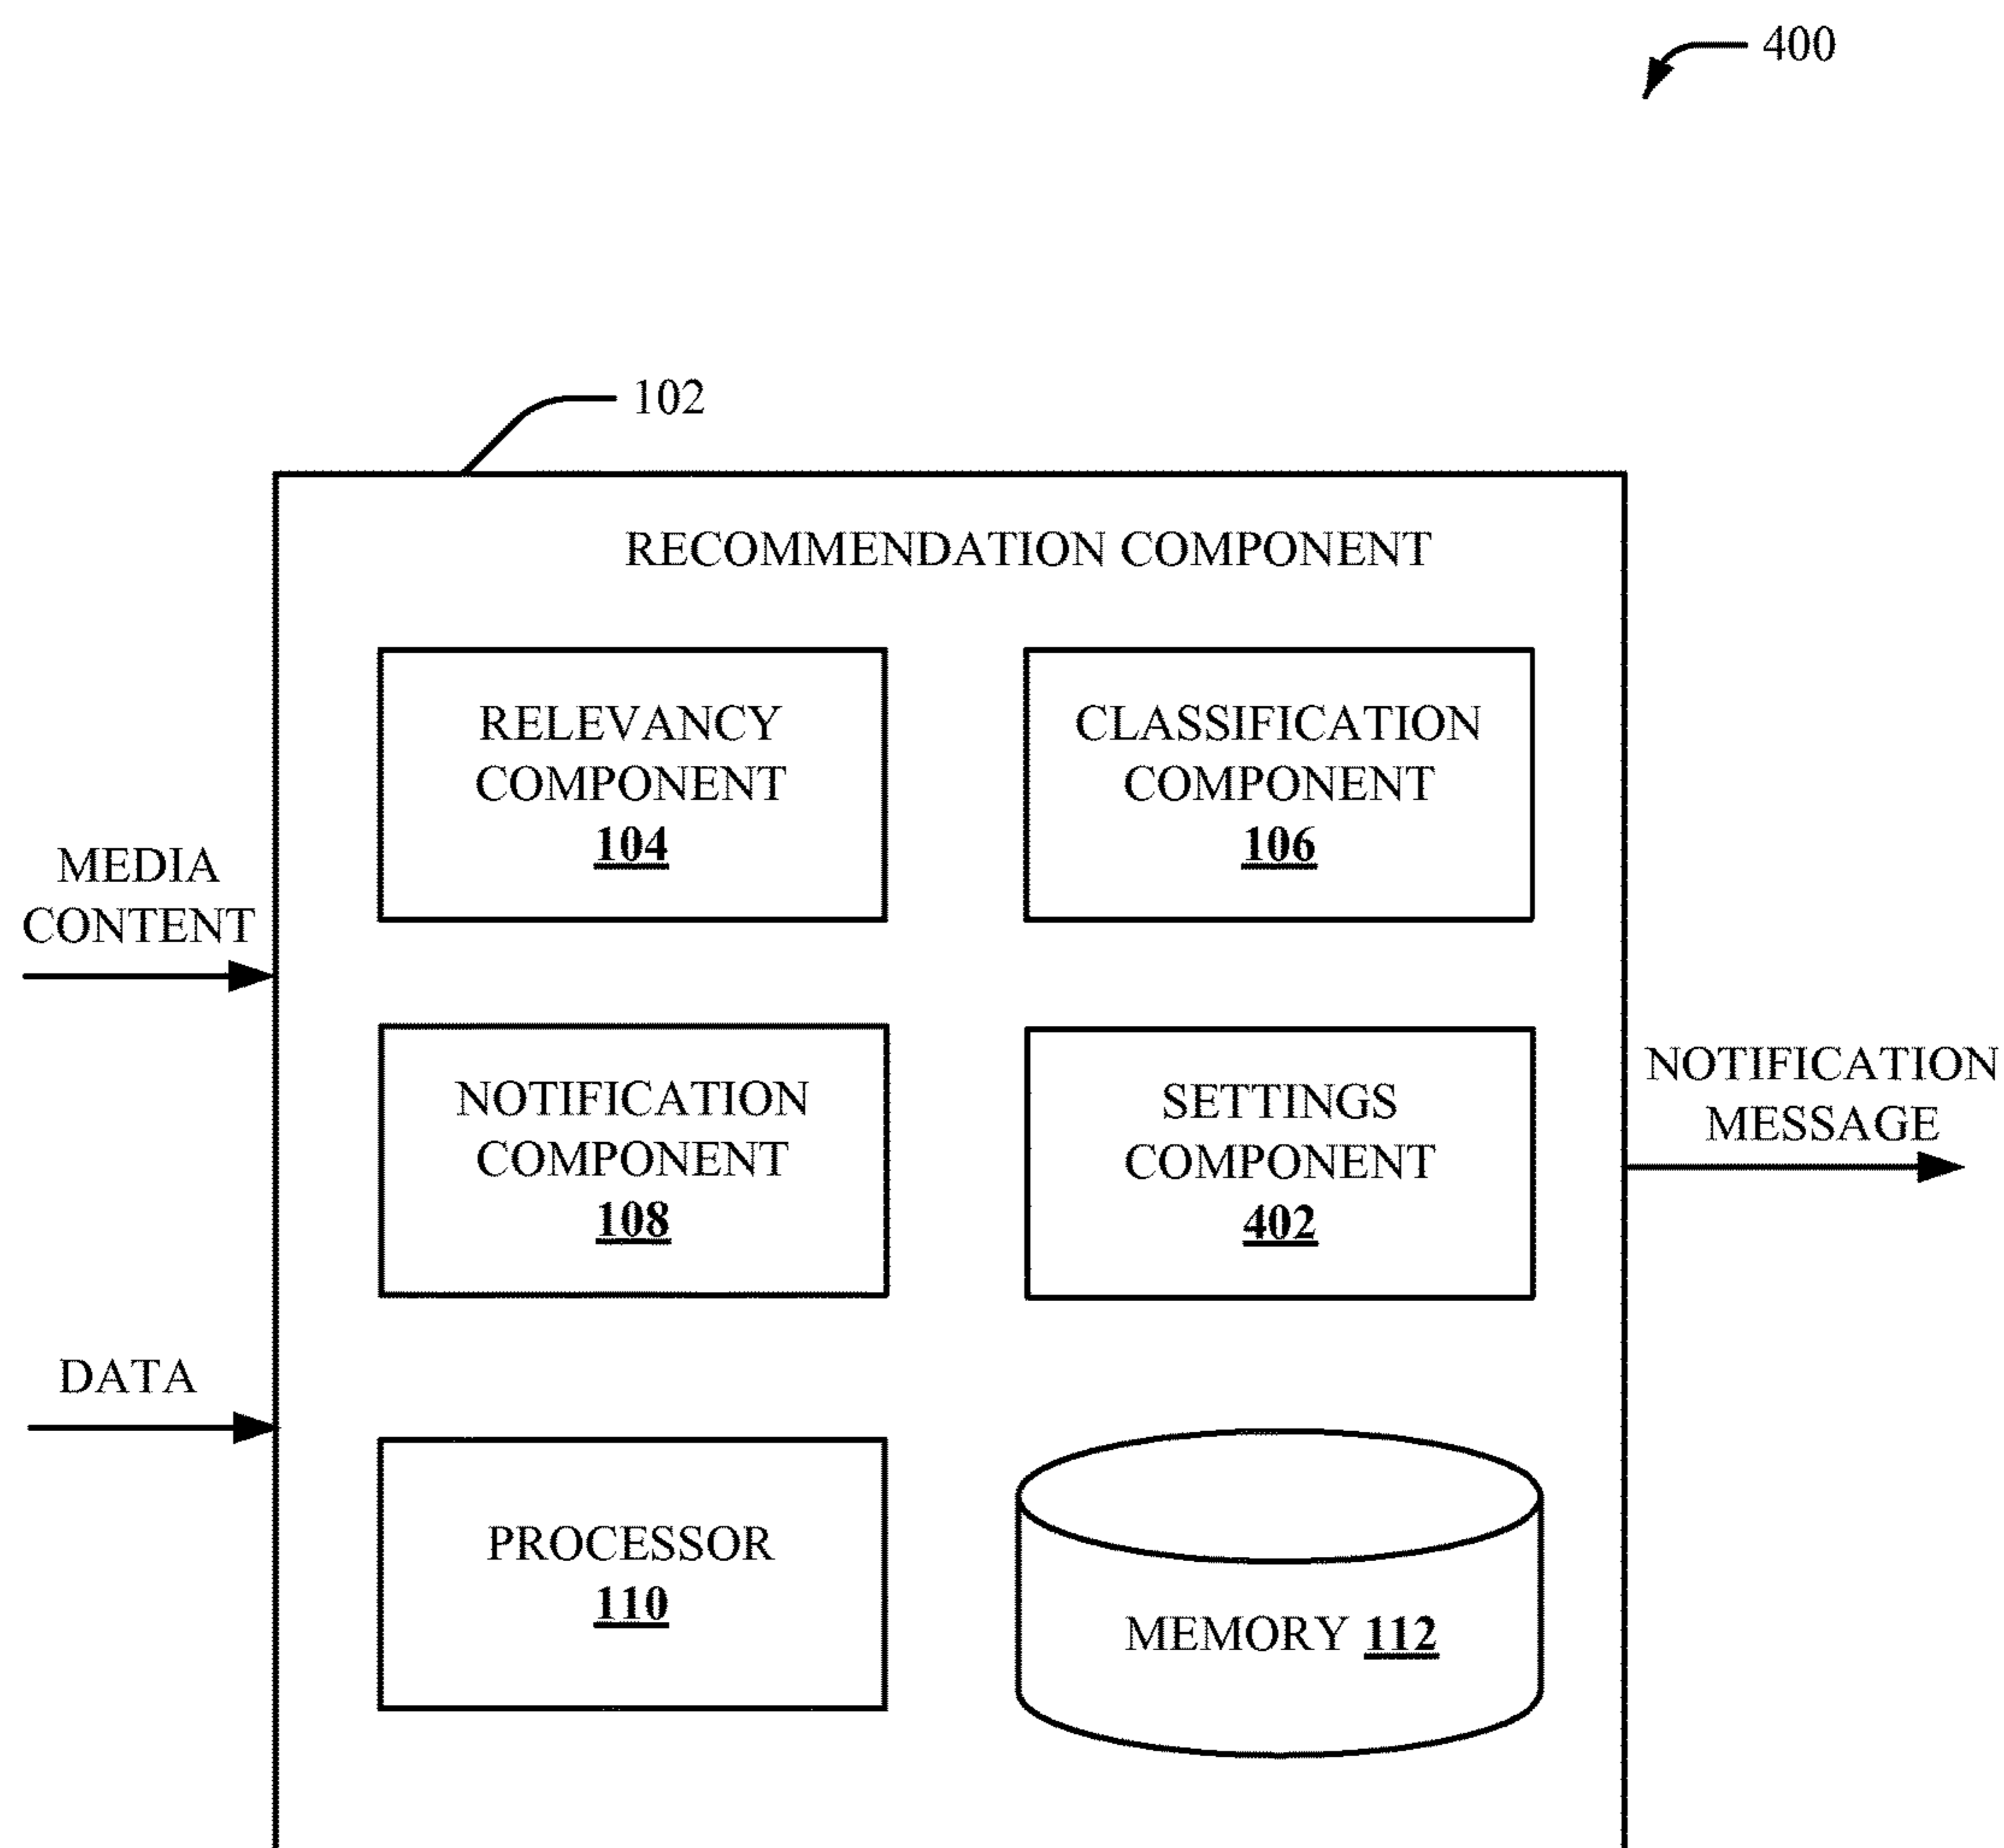 400
102
RECOMMENDATION COMPONENT
RELEVANCY
COMPONENT
104
CLASSIFICATION
COMPONENT
106
MEDIA
CONTENT
NOTIFICATION
COMPONENT
108
SETTINGS
COMPONENT
402
NOTIFICATION
MESSAGE
DATA
PROCESSOR
110
MEMORY 112